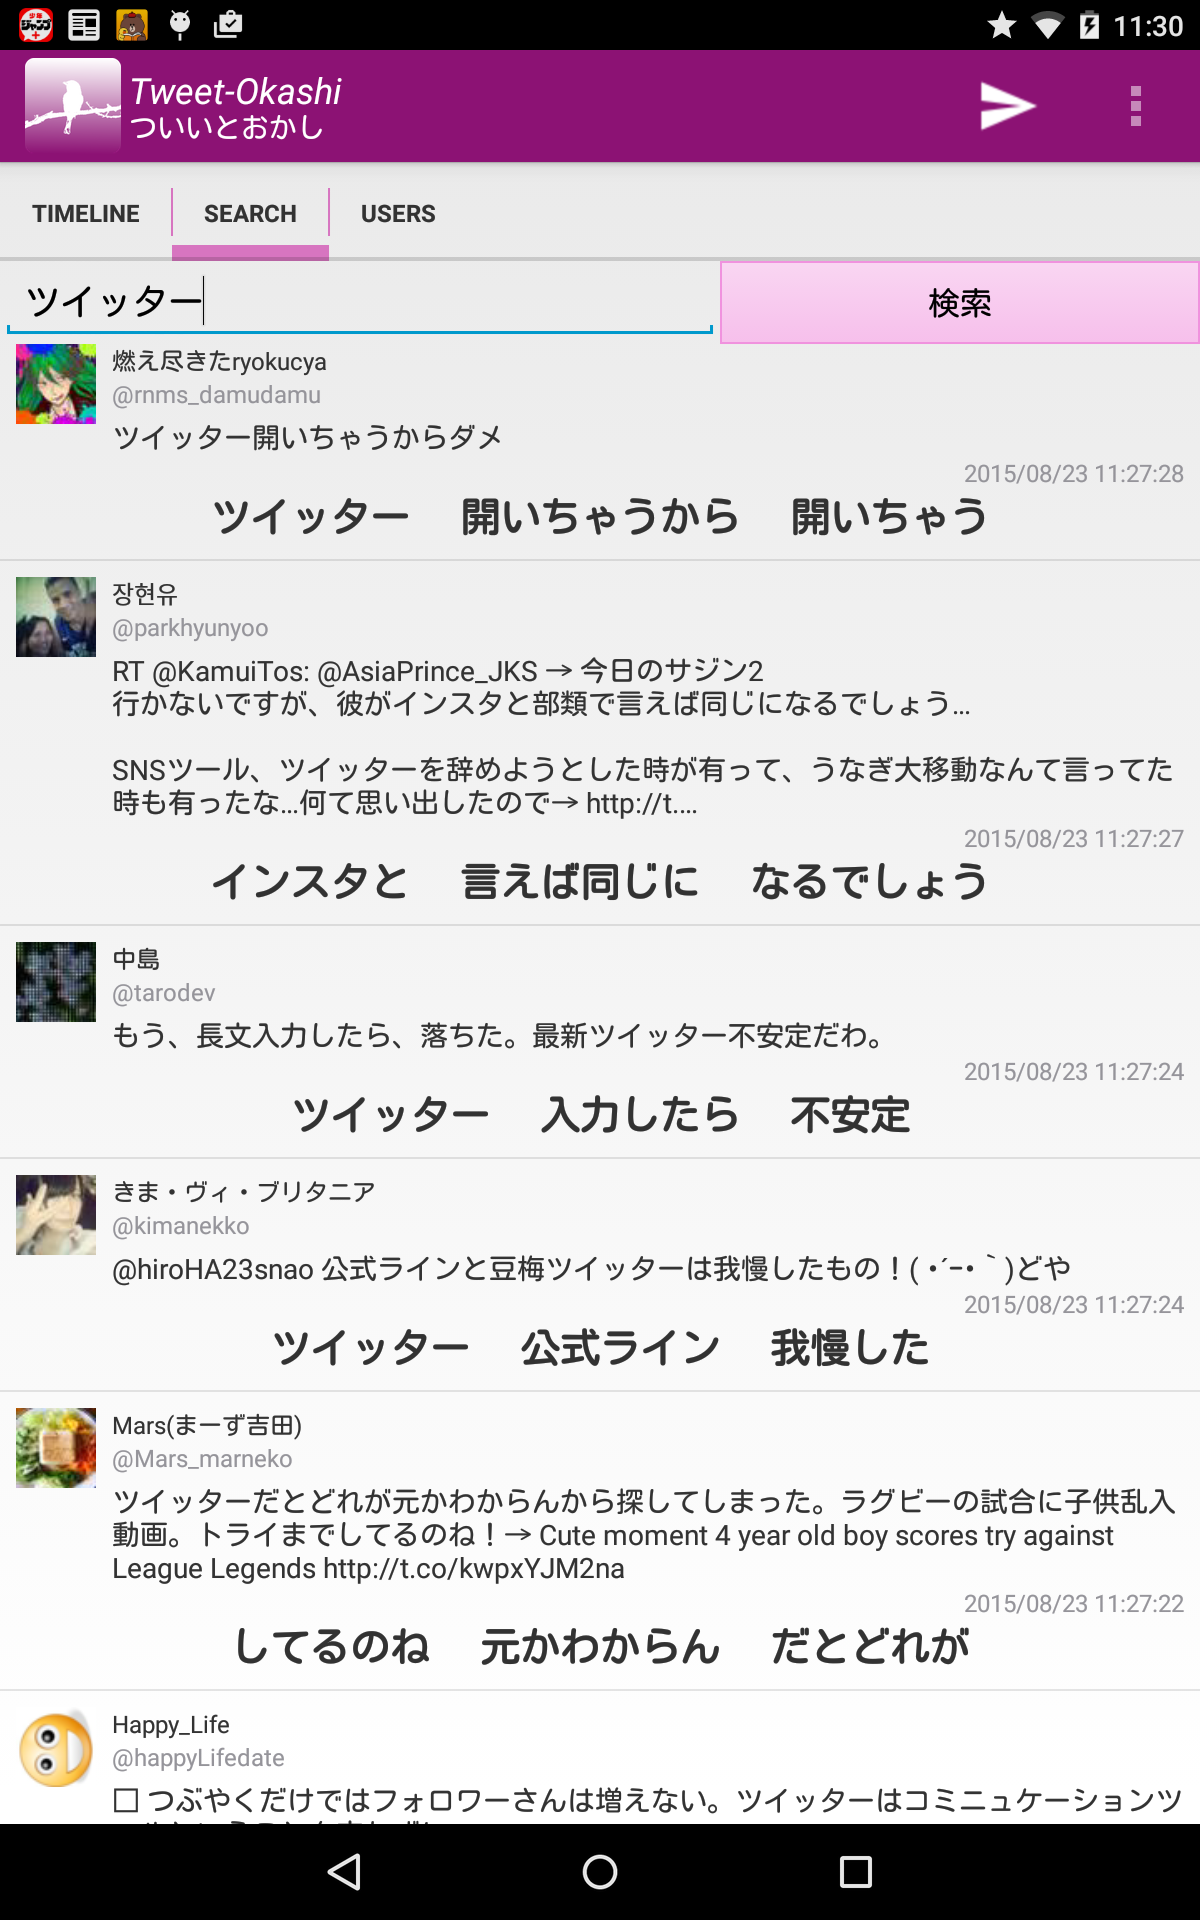 11:30
Tweet-Okashi
ついいとおかし
TIMELINE
SEARCH
USERS
ツイッター
検索
燃え尽きたryokucya
@rnms_damudamu
ツイッター開いちゃうからダメ
2015/08/23 11:27:28
ツイッター 開いちゃうから 開いちゃう
장현유
@parkhyunyoo
RT @KamuiTos: @AsiaPrince_JKS → 今日のサジン2
行かないですが、彼がインスタと部類で言えば同じになるでしょう...
SNSツール、ツイッターを辞めようとした時が有って、うなぎ大移動なんて言ってた
時も有ったな...何て思い出したので→ http://t.…
2015/08/23 11:27:27
インスタと 言えば同じに なるでしょう
中島
@tarodev
もう、長文入力したら、落ちた。最新ツイッター不安定だわ。
2015/08/23 11:27:24
ツイッター 入力したら 不安定
きま・ヴィ・ブリタニア
@kimanekko
@hiroHA23snao 公式ラインと豆梅ツイッターは我慢したもの！( •´ｰ•｀)どや
2015/08/23 11:27:24
ツイッター 公式ライン 我慢した
Mars(まーず吉田)
@Mars_marneko
ツイッターだとどれが元かわからんから探してしまった。ラグビーの試合に子供乱入
動画。トライまでしてるのね！→ Cute moment 4 year old boy scores try against
League Legends http://t.co/kwpxYJM2na
2015/08/23 11:27:22
してるのね 元かわからん だとどれが
Happy_Life
@happyLifedate
□ つぶやくだけではフォロワーさんは増えない。ツイッターはコミニュケーションツ